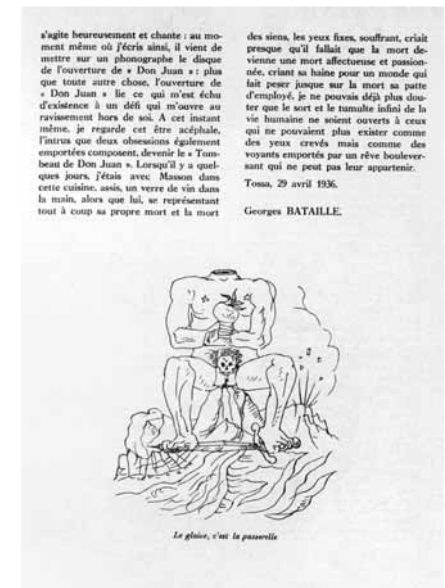 s'agite heureusement et chante : au mo-
ment même où j'écris ainsi, il vient de
mettre sur un phonographe le disque
de l'ouverture de « Don Juan » : plus
que toute autre chose, l'ouverture de
« Don Juan » lie ce qui m'est échu
d'existence à un défi qui m'ouvre au
ravissement hors de soi. A cet instant
même, je regarde cet être acéphale,
l'intrus que deux obsessions également
emportées composent, devenir le « Tom-
beau de Don Juan ». Lorsqu'il y a quel-
ques jours, j'étais avec Masson dans
cette cuisine, assis, un verre de vin dans
la main, alors que lui, se représentant
tout à coup sa propre mort et la mort
des siens, les yeux fixes, souffrant, criait
presque qu'il fallait que la mort de-
vienne une mort affectueuse et passion-
née, criant sa haine pour un monde qui
fait peser jusque sur la mort sa patte
d'employé, je ne pouvais déjà plus dou-
ter que le sort et le tumulte infini de la
vie humaine ne soient ouverts à ceux
qui ne pouvaient plus exister comme
des yeux crevés mais comme des
voyants emportés par un rêve boulever-
sant qui ne peut pas leur appartenir.
Tossa, 29 avril 1936.
Georges BATAILLE.
Le glaive, c'est la passerelle